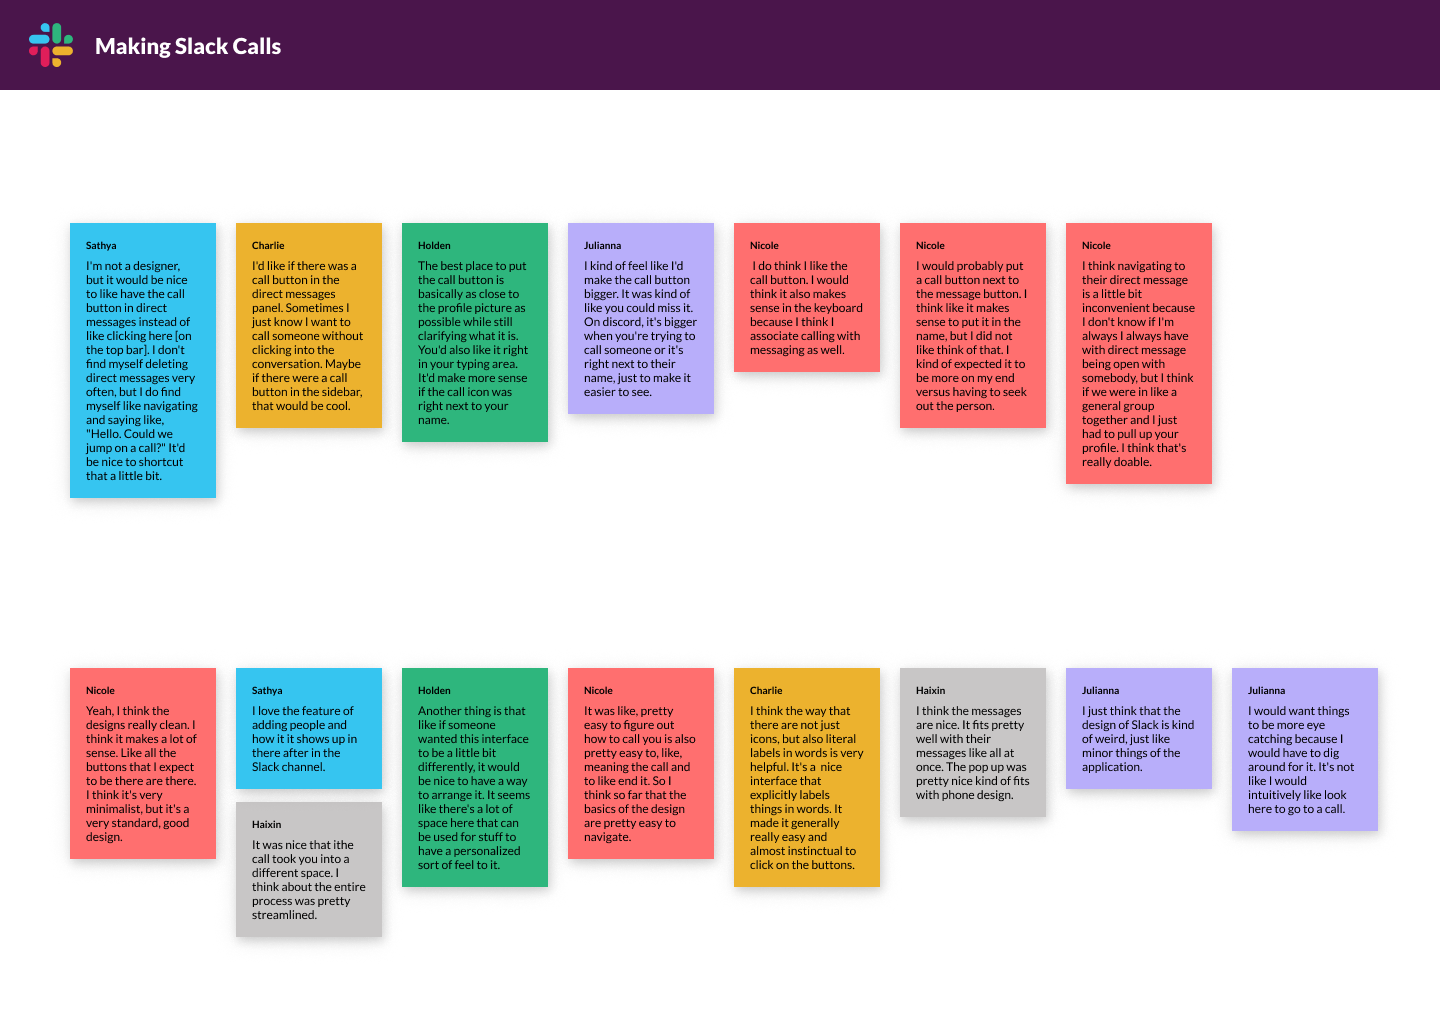 Making Slack Calls
Sathya
I'm not a designer,
but it would be nice
to like have the call
button in direct
messages instead of
like clicking here [on
the top bar]. I don't
find myself deleting
direct messages very
often, but I do find
myself like navigating
and saying like,
"Hello. Could we
jump on a call?" It'd
be nice to shortcut
that a little bit.
Charlie
I'd like if there was a
call button in the
direct messages
panel. Sometimes I
just know I want to
call someone without
clicking into the
conversation. Maybe
if there were a call
button in the sidebar,
that would be cool.
Holden
The best place to put
the call button is
basically as close to
the profile picture as
possible while still
clarifying what it is.
You'd also like it right
in your typing area.
It'd make more sense
if the call icon was
right next to your
name.
Julianna
I kind of feel like I'd
make the call button
bigger. It was kind of
like you could miss it.
On discord, it's bigger
when you're trying to
call someone or it's
right next to their
name, just to make it
easier to see.
Nicole
I do think I like the
call button. I would
think it also makes
sense in the keyboard
because I think I
associate calling with
messaging as well.
Nicole
I would probably put
a call button next to
the message button. I
think like it makes
sense to put it in the
name, but I did not
like think of that. I
kind of expected it to
be more on my end
versus having to seek
out the person.
Nicole
I think navigating to
their direct message
is a little bit
inconvenient because
I don't know if I'm
always I always have
with direct message
being open with
somebody, but I think
if we were in like a
general group
together and I just
had to pull up your
profile. I think that's
really doable.
Nicole
Yeah, I think the
designs really clean. I
think it makes a lot of
sense. Like all the
buttons that I expect
to be there are there.
I think it's very
minimalist, but it's a
very standard, good
design.
Sathya
I love the feature of
adding people and
how it it shows up in
there after in the
Slack channel.
Haixin
It was nice that ithe
call took you into a
different space. I
think about the entire
process was pretty
streamlined.
Holden
Another thing is that
like if someone
wanted this interface
to be a little bit
differently, it would
be nice to have a way
to arrange it. It seems
like there's a lot of
space here that can
be used for stuff to
have a personalized
sort of feel to it.
Nicole
It was like, pretty
easy to figure out
how to call you is also
pretty easy to, like,
meaning the call and
to like end it. So I
think so far that the
basics of the design
are pretty easy to
navigate.
Charlie
I think the way that
there are not just
icons, but also literal
labels in words is very
helpful. It's a  nice
interface that
explicitly labels
things in words. It
made it generally
really easy and
almost instinctual to
click on the buttons.
Haixin
I think the messages
are nice. It fits pretty
well with their
messages like all at
once. The pop up was
pretty nice kind of fits
with phone design.
Julianna
I just think that the
design of Slack is kind
of weird, just like
minor things of the
application.
Julianna
I would want things
to be more eye
catching because I
would have to dig
around for it. It's not
like I would
intuitively like look
here to go to a call.